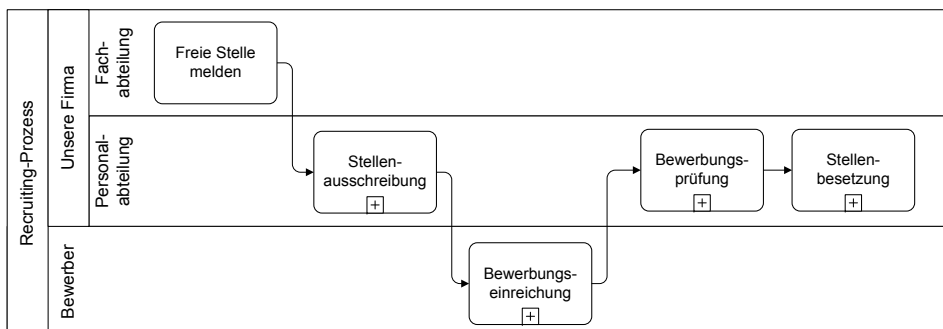 Recruiting-Prozess
Unsere Firma
Fach-
abteilung
Freie Stelle
melden
Personal-
abteilung
Stellen-
ausschreibung
Bewerbungs-
prüfung
Stellen-
besetzung
Bewerber
Bewerbungs-
einreichung